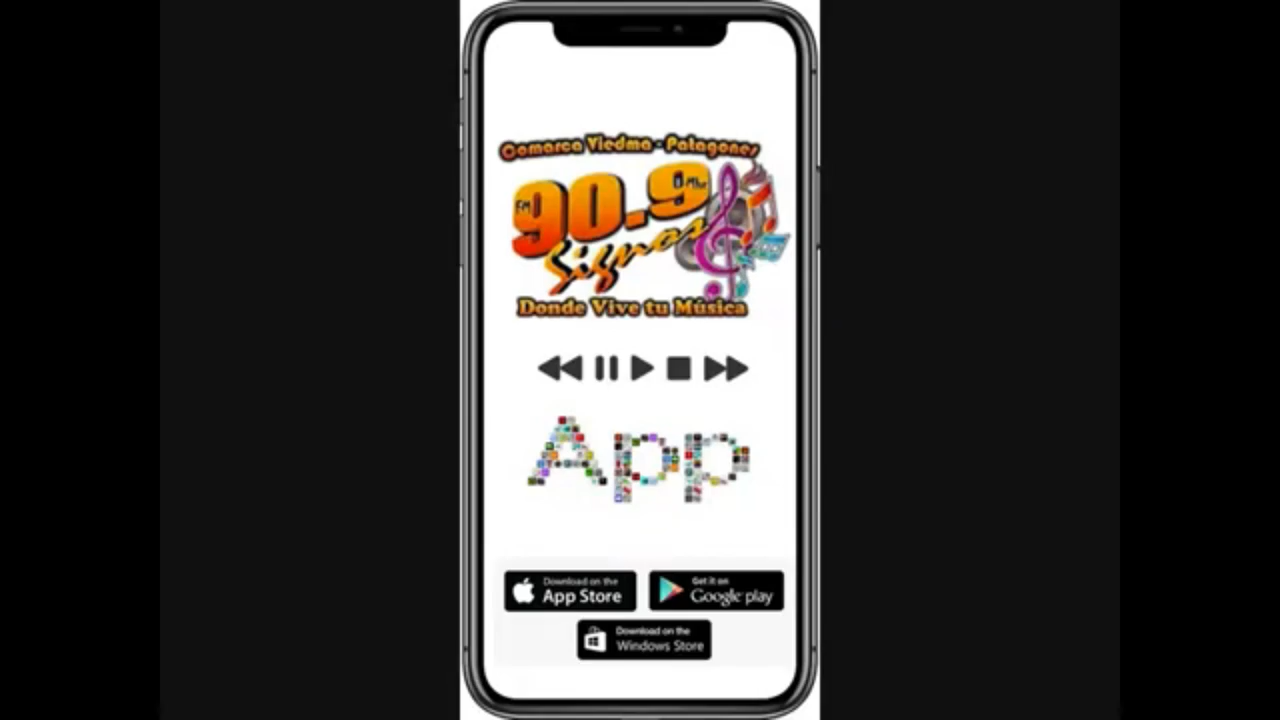 Comarca Viedma - Patagones
FM 90.9 Mhz
Signos
Donde Vive tu Música
App
Download on the
App Store
Get it on
Google play
Download on the
Windows Store